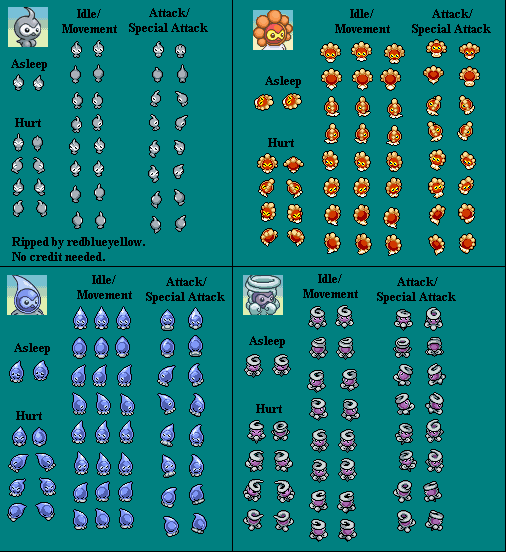 Idle/
Movement
Attack/
Special Attack
Asleep
Hurt
Ripped by redblueyellow.
No credit needed.
Idle/
Movement
Attack/
Special Attack
Asleep
Hurt
Idle/
Movement
Attack/
Special Attack
Asleep
Hurt
Idle/
Movement
Attack/
Special Attack
Asleep
Hurt